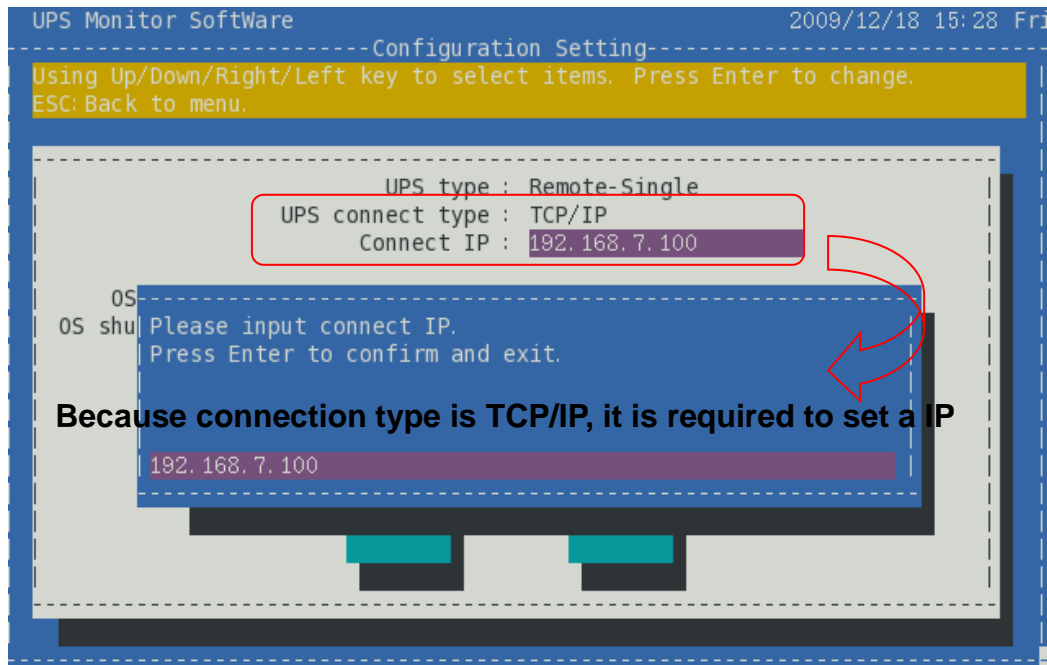 UPS Monitor SoftWare 2009/12/18 15:28 Fri
Configuration Setting
Using Up/Down/Right/Left key to select items. Press Enter to change.
ESC:Back to menu.
UPS type : Remote-Single
UPS connect type : TCP/IP
Connect IP : 192.168.7.100
OS
OS shu
Please input connect IP.
Press Enter to confirm and exit.
Because connection type is TCP/IP, it is required to set a IP
192.168.7.100